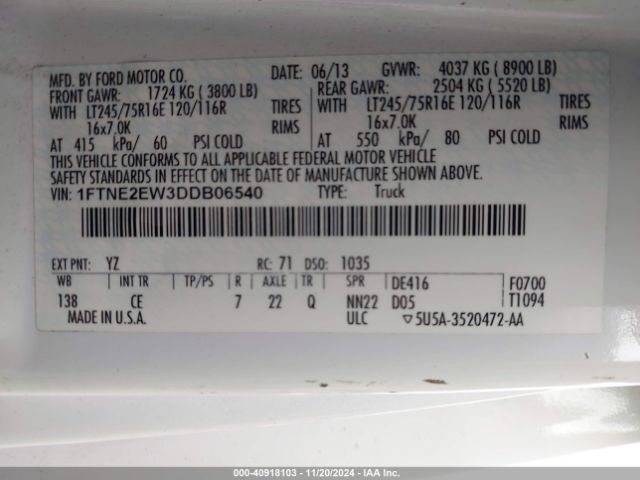 MFD. BY FORD MOTOR CO. DATE: 06/13 GVWR: 4037 KG ( 8900 LB)
FRONT GAWR: 1724 KG ( 3800 LB) REAR GAWR: 2504 KG ( 5520 LB)
WITH LT245/75R16E 120/116R TIRES WITH LT245/75R16E 120/116R TIRES
16x7.0K RIMS 16x7.0K RIMS
AT 415 kPa/ 60 PSI COLD AT 550 kPa/ 80 PSI COLD
THIS VEHICLE CONFORMS TO ALL APPLICABLE FEDERAL MOTOR VEHICLE
SAFETY STANDARDS IN EFFECT ON THE DATE OF MANUFACTURE SHOWN ABOVE.
VIN: 1FTNE2EW3DDB06540 TYPE: Truck
EXT PNT: YZ RC: 71 DSO: 1035
WB INT TR TP/PS R AXLE TR SPR DE416 F0700
138 CE 7 22 Q NN22 D05 T1094
MADE IN U.S.A. ULC ▽5U5A-3520472-AA
000-40918103 - 11/20/2024 - IAA Inc.